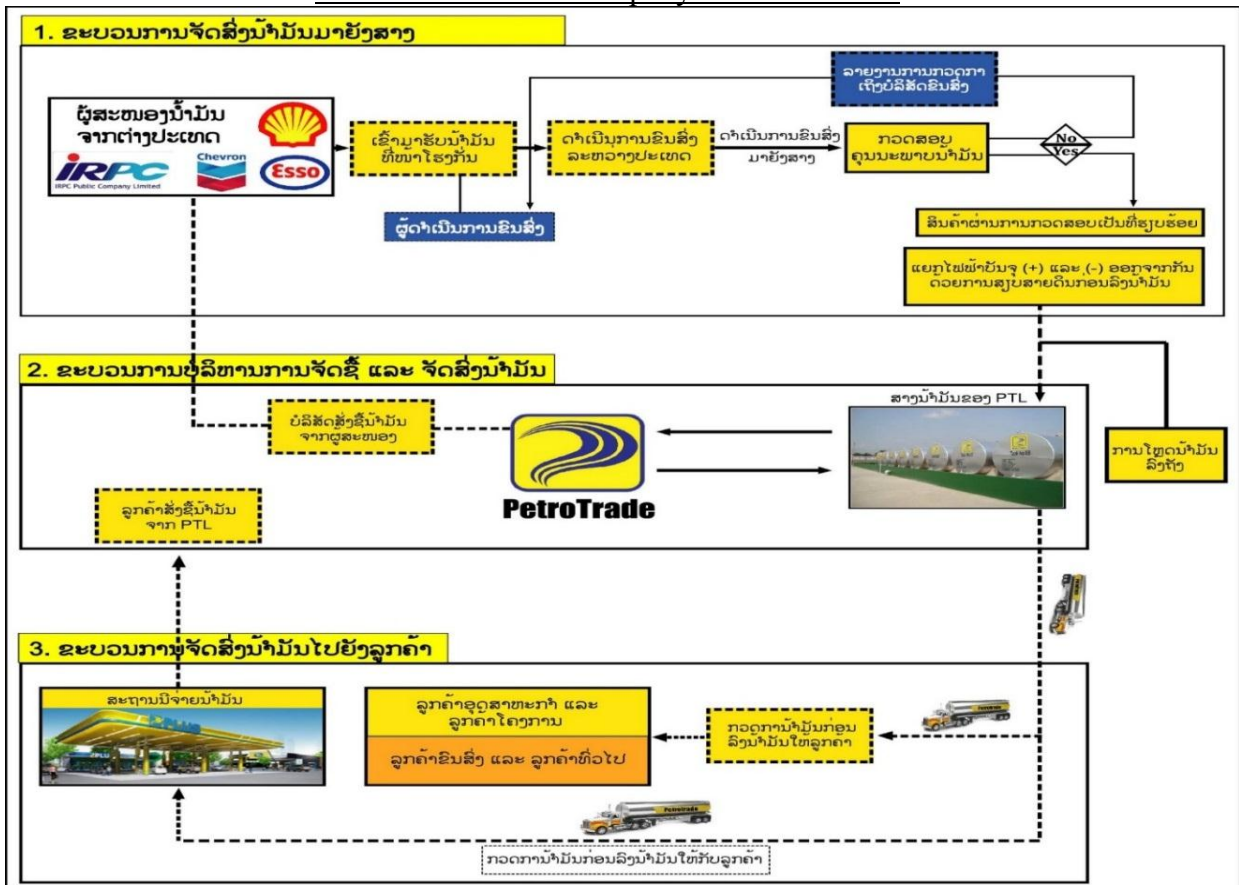 1. ຂະບວນການຈັດສົ່ງນ້ຳມັນມາຍັງສາງ
ຜູ້ສະໜອງນ້ຳມັນ
ຈາກຕ່າງປະເທດ
IRPC
IRPC Public Company Limited
Chevron
Esso
ເຂົ້າມາຮັບນ້ຳມັນ
ທີ່ໜ້າໂຮງກັ່ນ
ຜູ້ດຳເນີນການຂົນສົ່ງ
ດຳເນີນການຂົນສົ່ງ
ລະຫວ່າງປະເທດ
ດຳເນີນການຂົນສົ່ງ
ມາຍັງສາງ
ລາຍງານການກວດກາ
ເຖິງບໍລິສັດຂົນສົ່ງ
ກວດສອບ
ຄຸນນະພາບນ້ຳມັນ
No
Yes
ສິນຄ້າຜ່ານການກວດສອບເປັນທີ່ຮຽບຮ້ອຍ
ແຍກໄຟຟ້າບັນຈຸ (+) ແລະ (-) ອອກຈາກກັນ
ດ້ວຍການສຽບສາຍດິນກ່ອນລົງນ້ຳມັນ
2. ຂະບວນການບໍລິຫານການຈັດຊື້ ແລະ ຈັດສົ່ງນ້ຳມັນ
ບໍລິສັດສັ່ງຊື້ນ້ຳມັນ
ຈາກຜູ້ສະໜອງ
PetroTrade
ສາງນ້ຳມັນຂອງ PTL
ການໂຫຼດນ້ຳມັນ
ລົງຖັງ
ລູກຄ້າສັ່ງຊື້ນ້ຳມັນ
ຈາກ PTL
3. ຂະບວນການຈັດສົ່ງນ້ຳມັນໄປຍັງລູກຄ້າ
ສະຖານນີຈ່າຍນ້ຳມັນ
ລູກຄ້າອຸດສາຫະກຳ ແລະ
ລູກຄ້າໂຄງການ
ລູກຄ້າຂົນສົ່ງ ແລະ ລູກຄ້າທົ່ວໄປ
ກວດການ້ຳມັນກ່ອນ
ລົງນ້ຳມັນໃຫ້ລູກຄ້າ
Petrotrade
ກວດການ້ຳມັນກ່ອນລົງນ້ຳມັນໃຫ້ກັບລູກຄ້າ